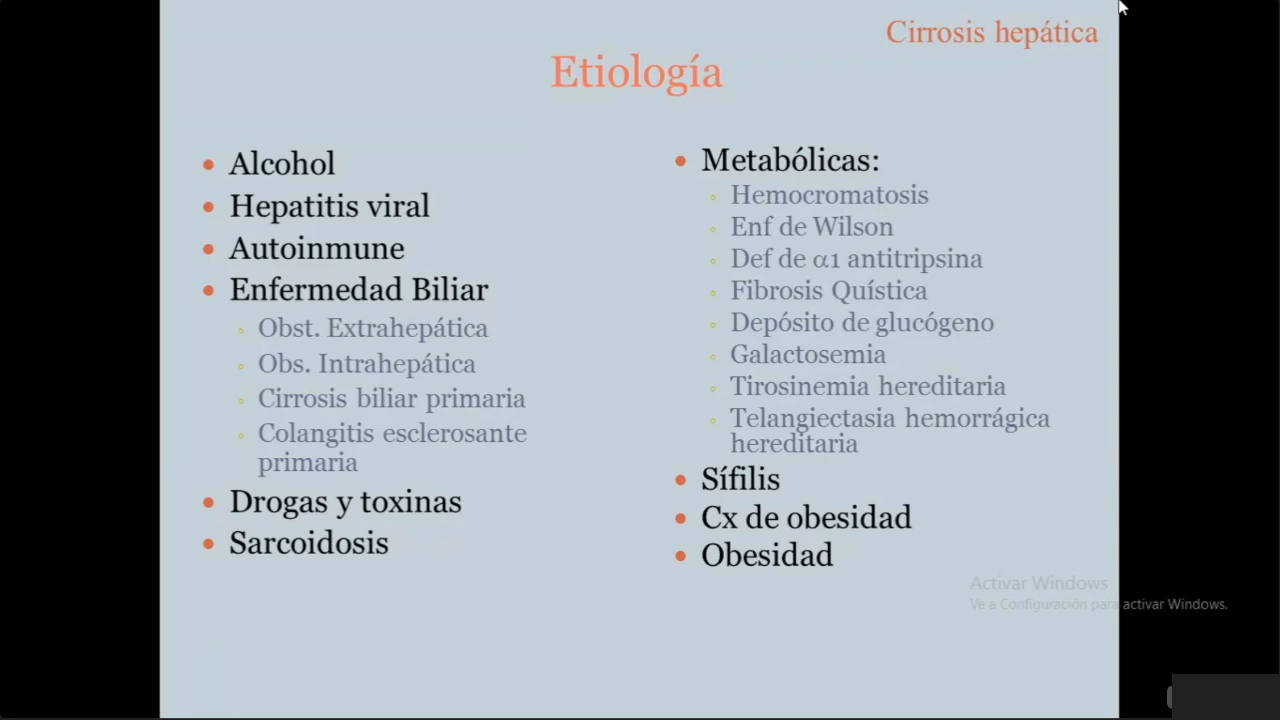 Cirrosis hepática
Etiología
Alcohol
Hepatitis viral
Autoinmune
Enfermedad Biliar
Obst. Extrahepática
Obs. Intrahepática
Cirrosis biliar primaria
Colangitis esclerosante
primaria
Drogas y toxinas
Sarcoidosis
Metabólicas:
Hemocromatosis
Enf de Wilson
Def de α1 antitripsina
Fibrosis Quística
Depósito de glucógeno
Galactosemia
Tirosinemia hereditaria
Telangiectasia hemorrágica
hereditaria
Sífilis
Cx de obesidad
Obesidad
Activar Windows
Ve a Configuración para activar Windows.